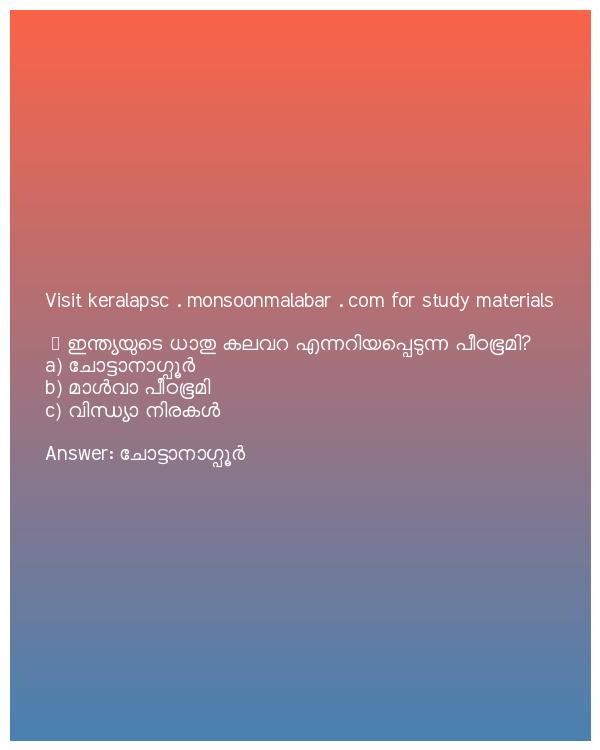 Visit keralapsc . monsoonmalabar . com for study materials
ഇന്ത്യയുടെ ധാതു കലവറ എന്നറിയപ്പെടുന്ന പീഠഭൂമി?
a) ചോട്ടാനാഗ്പൂർ
b) മാൾവാ പീഠഭൂമി
c) വിന്ധ്യാ നിരകൾ
Answer: ചോട്ടാനാഗ്പൂർ